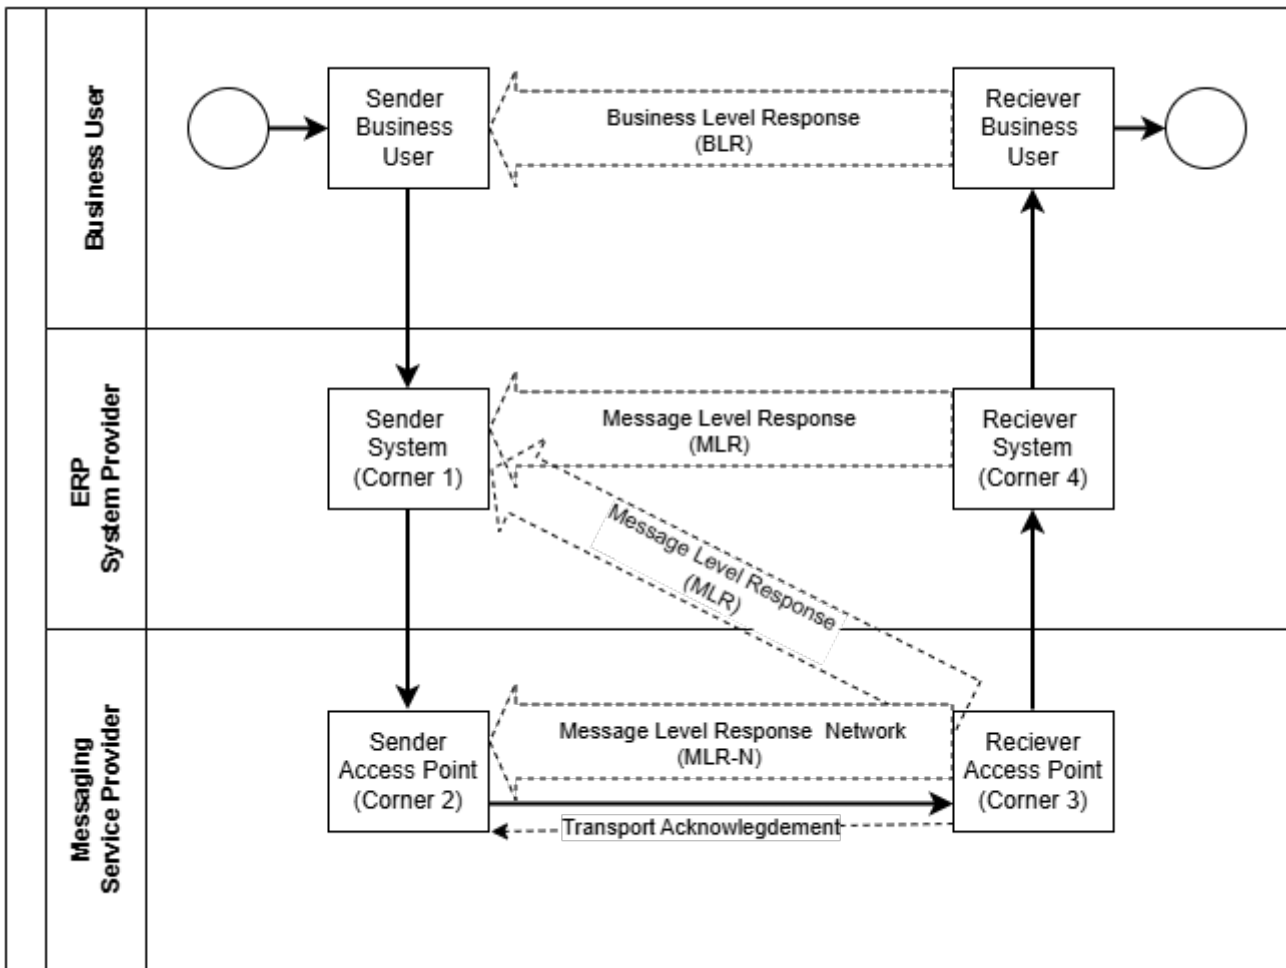 Business User
Sender
Business
User
Business Level Response
(BLR)
Reciever
Business
User
ERP
System Provider
Sender
System
(Corner 1)
Message Level Response
(MLR)
Reciever
System
(Corner 4)
Message Level Response
(MLR)
Messaging
Service Provider
Sender
Access Point
(Corner 2)
Message Level Response Network
(MLR-N)
Reciever
Access Point
(Corner 3)
Transport Acknowlegdement